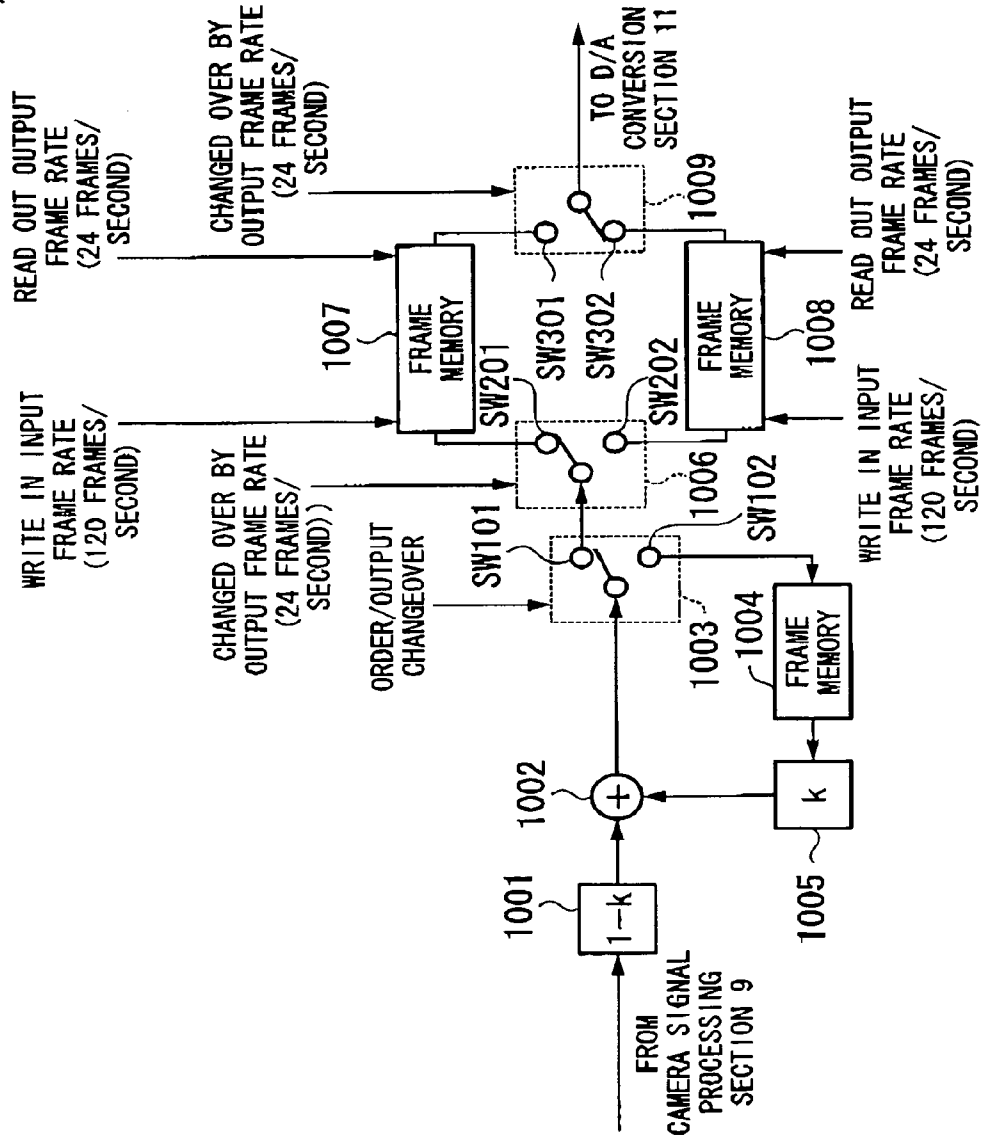 READ OUT OUTPUT
FRAME RATE
(24 FRAMES/
SECOND)
CHANGED OVER BY
OUTPUT FRAME RATE
(24 FRAMES/
SECOND)
TO D/A
CONVERSION
SECTION 11
WRITE IN INPUT
FRAME RATE
(120 FRAMES/
SECOND)
1007
FRAME
MEMORY
SW301
SW302
1009
CHANGED OVER BY
OUTPUT FRAME RATE
(24 FRAMES/
SECOND))
SW201
SW202
1006
FRAME
MEMORY
1008
READ OUT OUTPUT
FRAME RATE
(24 FRAMES/
SECOND)
WRITE IN INPUT
FRAME RATE
(120 FRAMES/
SECOND)
ORDER/OUTPUT
CHANGEOVER
SW101
SW102
1003
1004
FRAME
MEMORY
1002
+
k
1005
1001
1-k
FROM
CAMERA SIGNAL
PROCESSING
SECTION 9